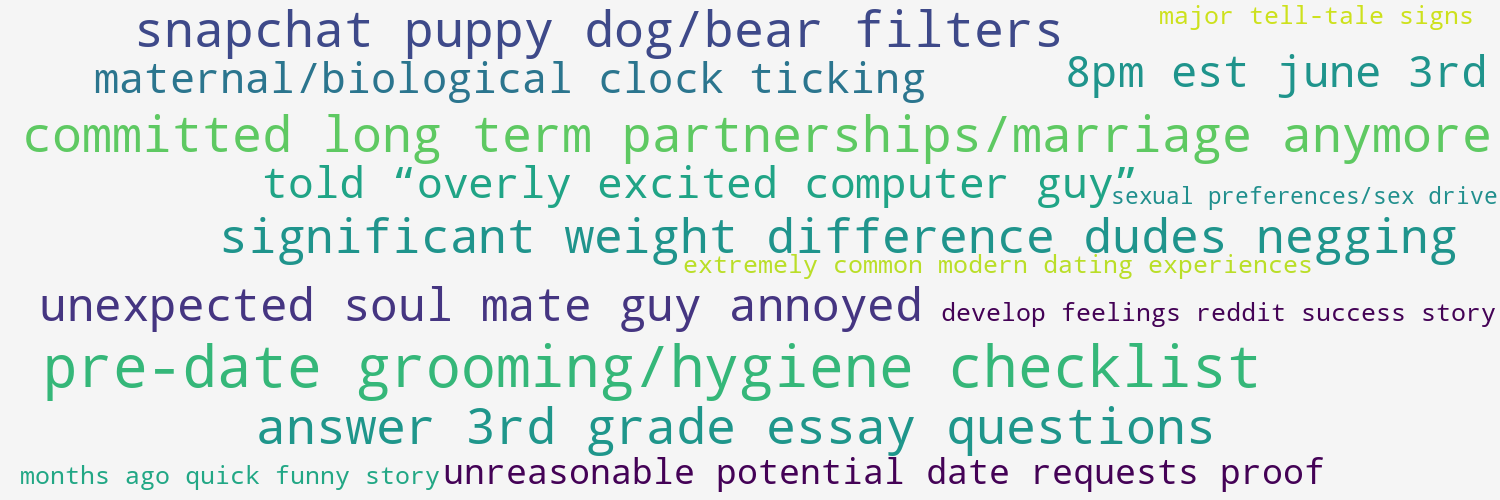 snapchat puppy dog/bear filters
major tell-tale signs
maternal/biological clock ticking
8pm est june 3rd
committed long term partnerships/marriage anymore
told “overly excited computer guy”
sexual preferences/sex drive
significant weight difference dudes negging
extremely common modern dating experiences
unexpected soul mate guy annoyed
develop feelings reddit success story
pre-date grooming/hygiene checklist
answer 3rd grade essay questions
months ago quick funny story
unreasonable potential date requests proof